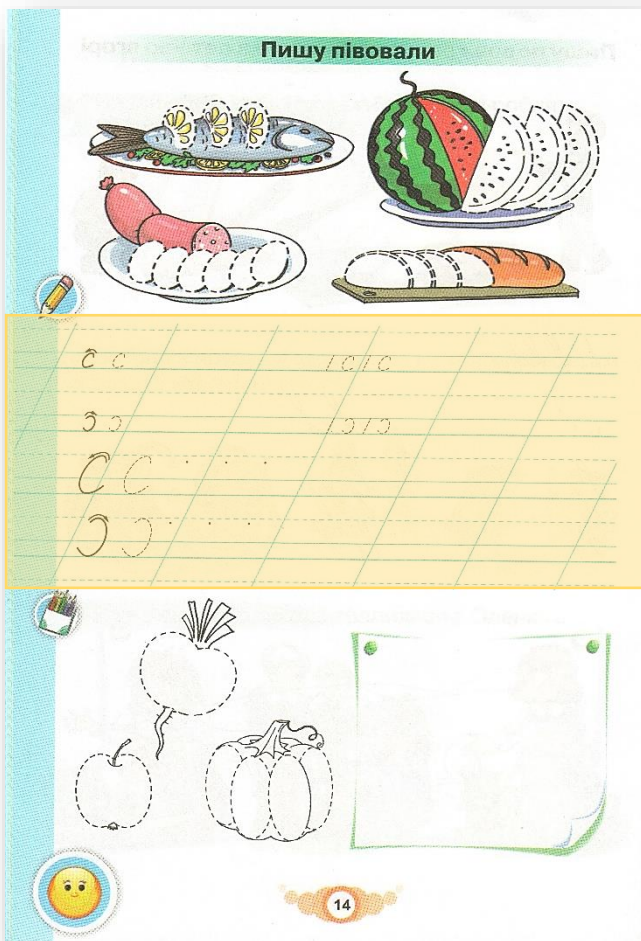 Пишу півовали
с с /с/с
ɔ ɔ /ɔ/ɔ
С С
Ɔ Ɔ
14